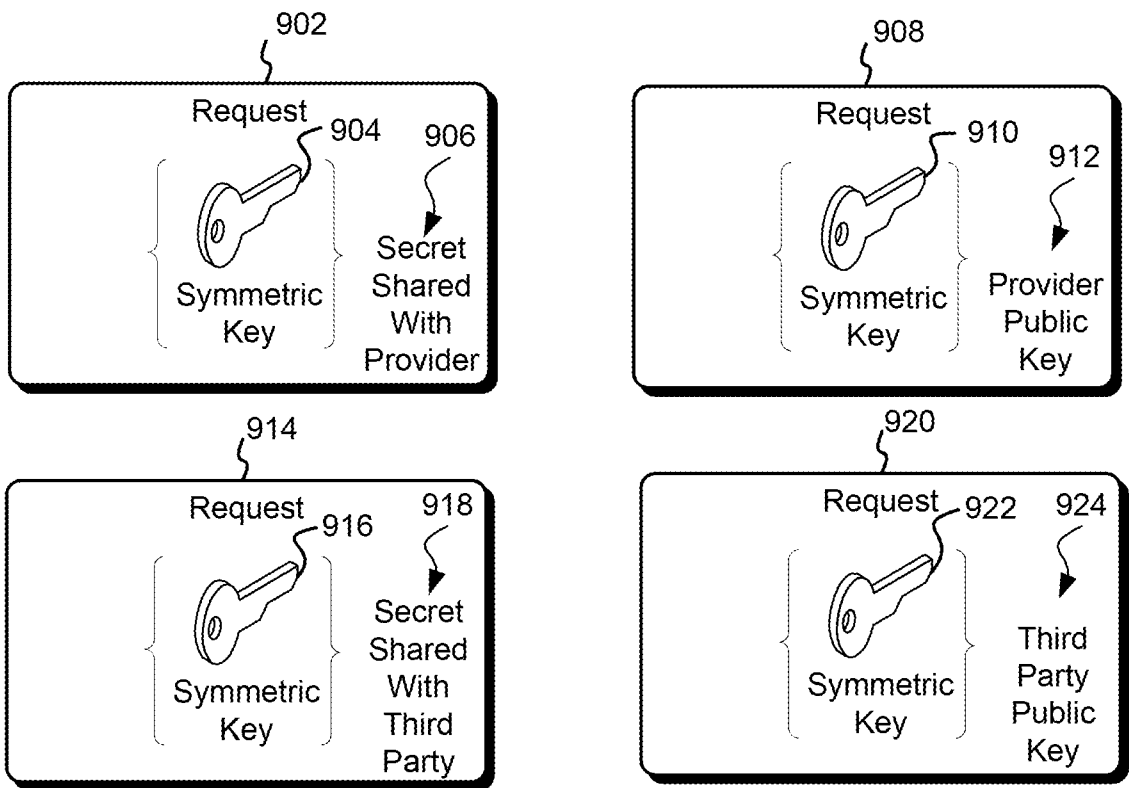 902
Request
904
906
Secret
Shared
With
Provider
Symmetric
Key
908
Request
910
912
Provider
Public
Key
Symmetric
Key
914
Request
916
918
Secret
Shared
With
Third
Party
Symmetric
Key
920
Request
922
924
Third
Party
Public
Key
Symmetric
Key